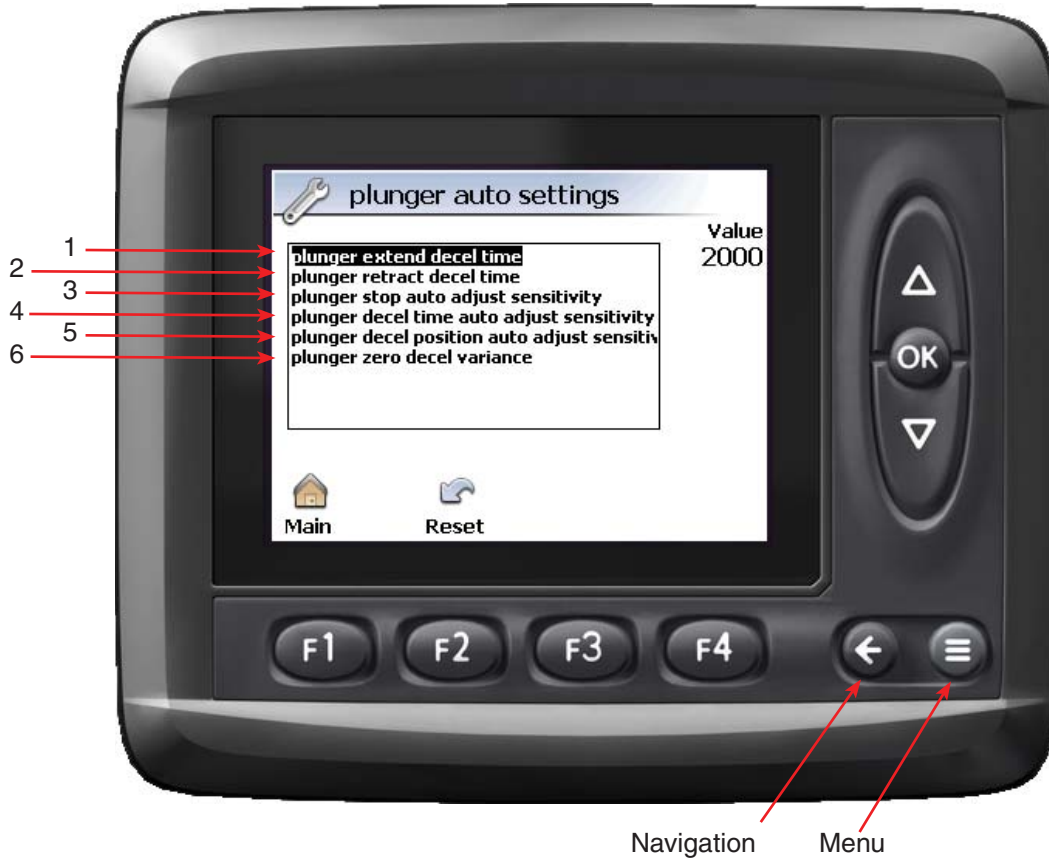 plunger auto settings
Value
2000
1
plunger extend decel time
2
plunger retract decel time
3
plunger stop auto adjust sensitivity
4
plunger decel time auto adjust sensitivity
5
plunger decel position auto adjust sensitiv
6
plunger zero decel variance
OK
Main
Reset
F1
F2
F3
F4
Navigation
Menu